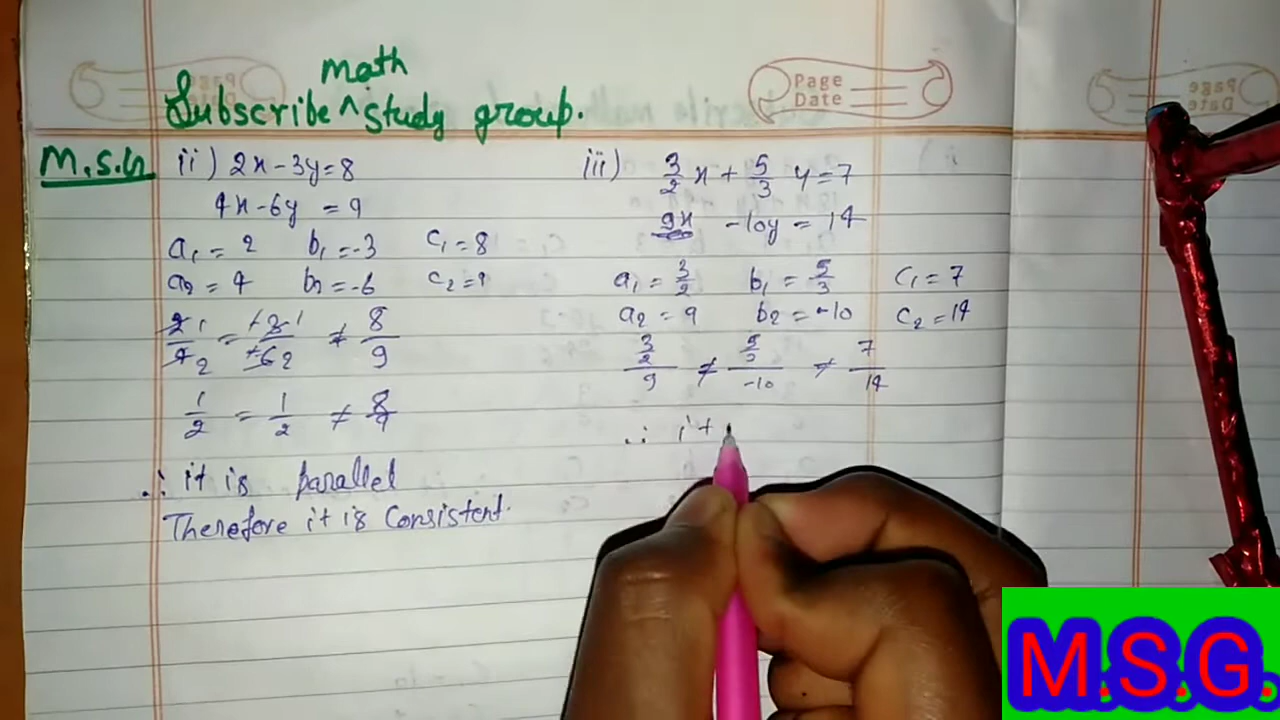 math
Subscribe ^ study group.
Page
Date
M.S.G ii) 2x - 3y = 8
4x - 6y = 9
a₁ = 2 b₁ = -3 c₁ = 8
a₂ = 4 b₂ = -6 c₂ = 9
2/4 1/2 = -3/-6 1/2 ≠ 8/9
1/2 = 1/2 ≠ 8/9
∴ it is parallel
Therefore it is Consistent.
iii) 3/2 x + 5/3 y = 7
9x - 10y = 14
a₁ = 3/2 b₁ = 5/3 c₁ = 7
a₂ = 9 b₂ = -10 c₂ = 14
3/2/9 ≠ 5/3/-10 ≠ 7/14
∴ it
M.S.G.